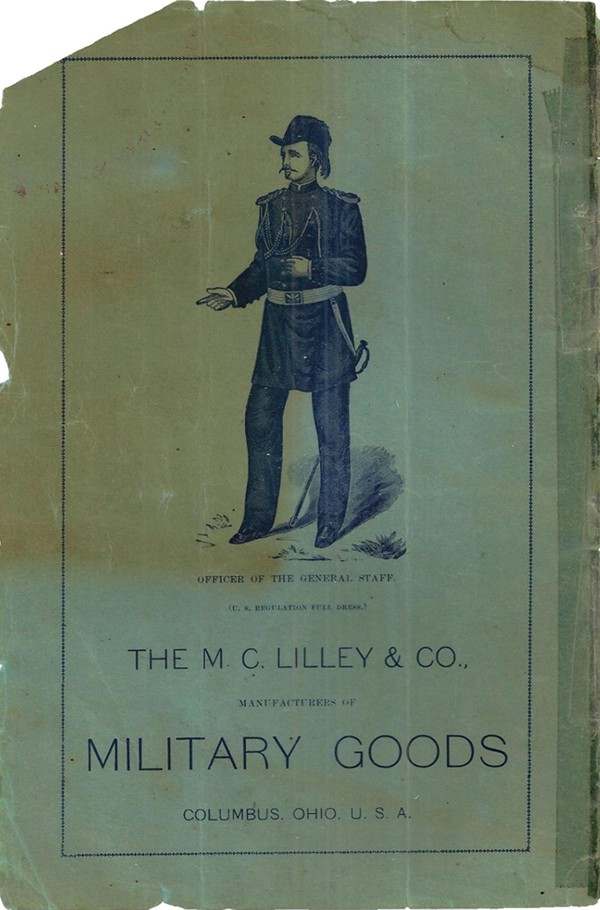 OFFICER OF THE GENERAL STAFF.
(U. S. REGULATION FULL DRESS.)
THE M. C. LILLEY & CO.,
MANUFACTURERS OF
MILITARY GOODS
COLUMBUS, OHIO, U. S. A.